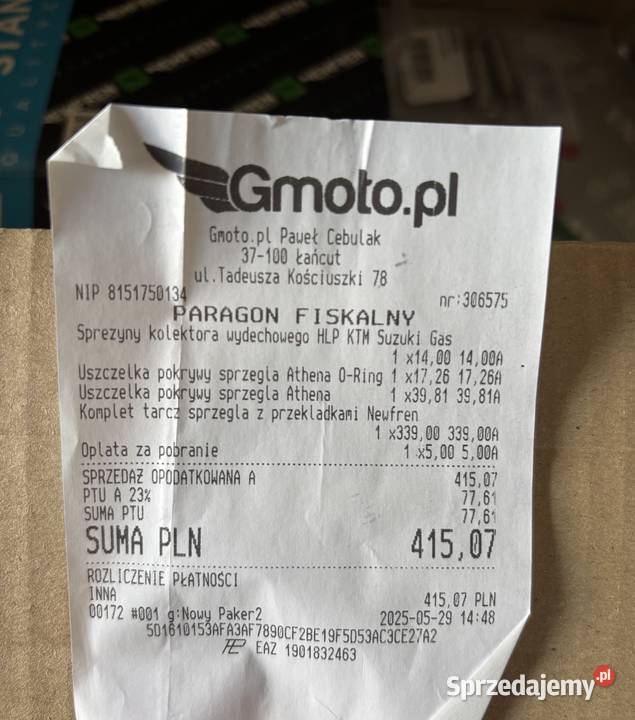 Gmoto.pl
Gmoto.pl Paweł Cebulak
37-100 Łańcut
ul.Tadeusza Kościuszki 78
NIP 8151750134 nr:306575
PARAGON FISKALNY
Sprezyny kolektora wydechowego HLP KTM Suzuki Gas
1 x14,00 14,00A
Uszczelka pokrywy sprzegla Athena O-Ring 1 x17,26 17,26A
Uszczelka pokrywy sprzegla Athena 1 x39,81 39,81A
Komplet tarcz sprzegla z przekladkami Newfren
1 x339,00 339,00A
Oplata za pobranie 1 x5,00 5,00A
SPRZEDAŻ OPODATKOWANA A 415,07
PTU A 23% 77,61
SUMA PTU 77,61
SUMA PLN 415,07
ROZLICZENIE PŁATNOŚCI
INNA 415,07 PLN
00172 #001 g:Nowy Paker2 2025-05-29 14:48
5D1610153AFA3AF7890CF2BE19F5D53AC3CE27A2
EAZ 1901832463
Sprzedajemy.pl